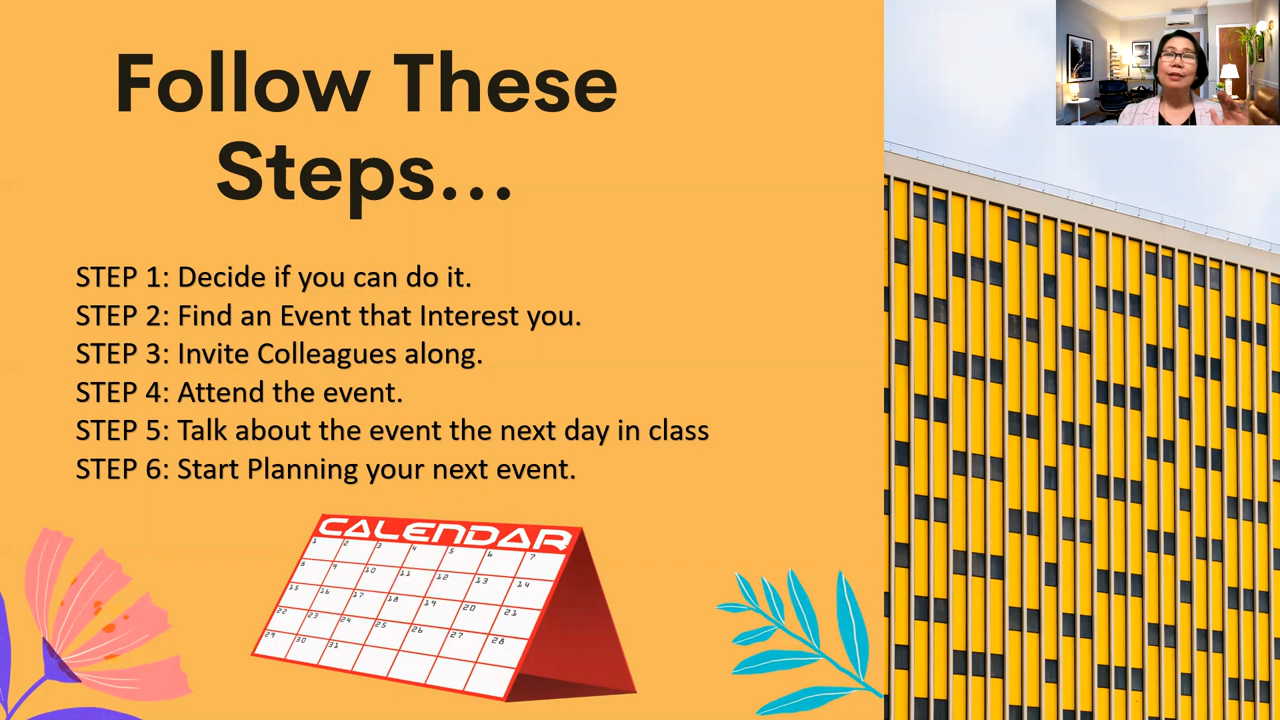 Follow These
Steps...
STEP 1: Decide if you can do it.
STEP 2: Find an Event that Interest you.
STEP 3: Invite Colleagues along.
STEP 4: Attend the event.
STEP 5: Talk about the event the next day in class
STEP 6: Start Planning your next event.
CALENDAR
1 2 3 4 5 6 7
8 9 10 11 12 13 14
15 16 17 18 19 20 21
22 23 24 25 26 27 28
29 30 31